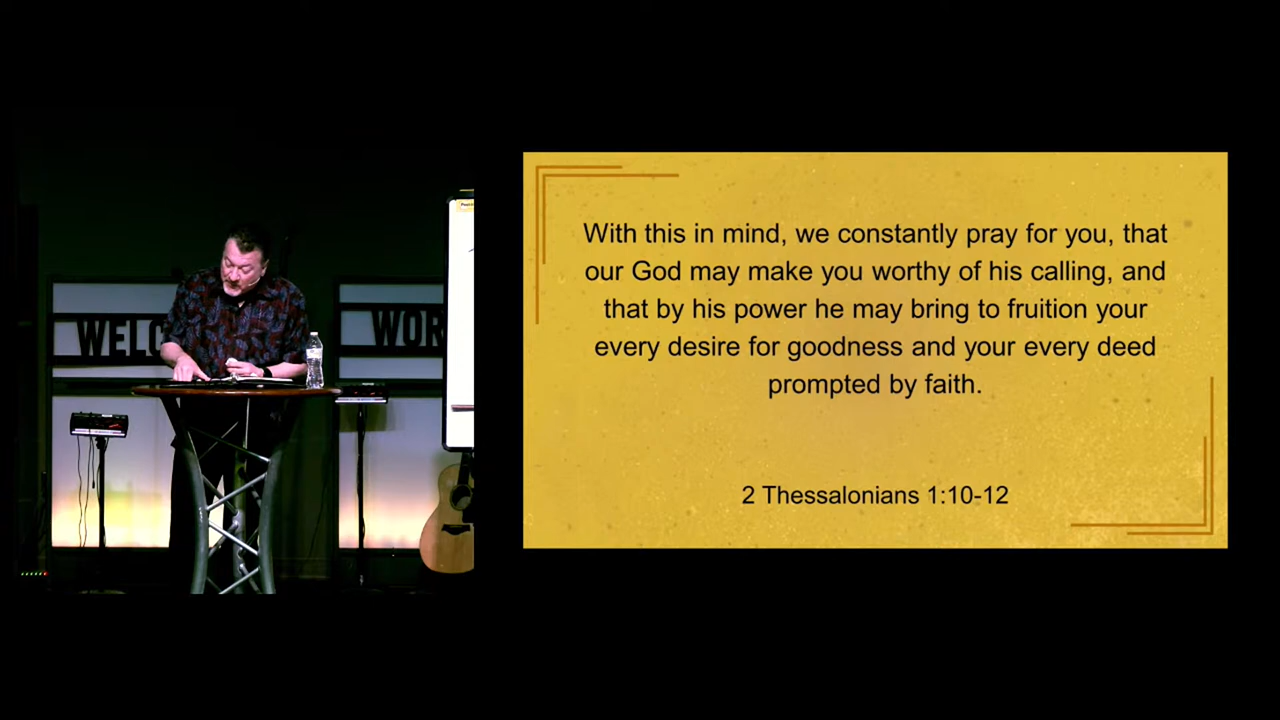 WELC
WOR
With this in mind, we constantly pray for you, that
our God may make you worthy of his calling, and
that by his power he may bring to fruition your
every desire for goodness and your every deed
prompted by faith.
2 Thessalonians 1:10-12